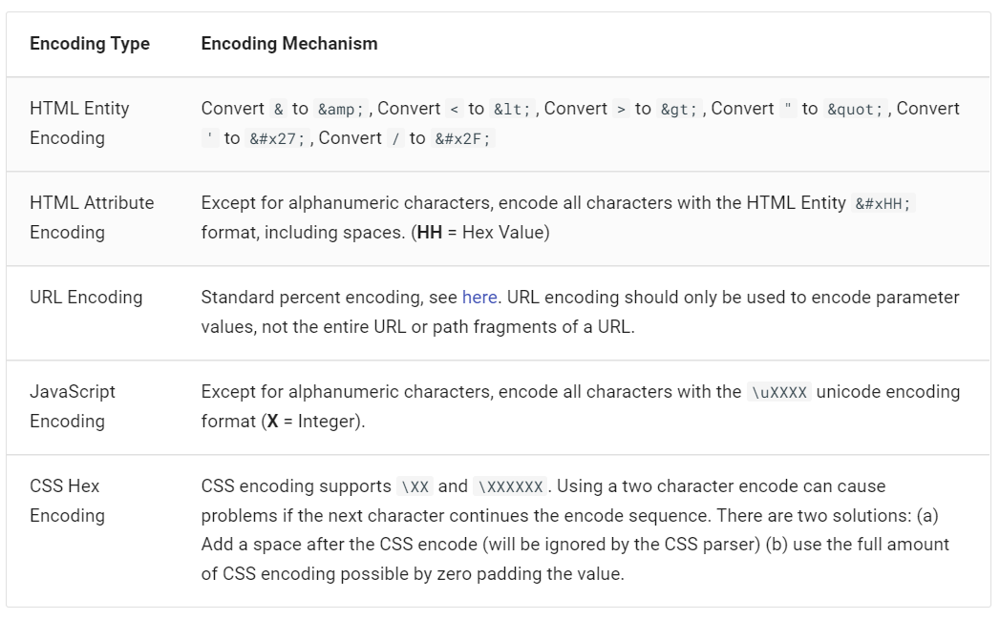 Encoding Type Encoding Mechanism
HTML Entity
Encoding
Convert & to &amp; , Convert < to &lt; , Convert > to &gt; , Convert " to &quot; , Convert
' to &#x27; , Convert / to &#x2F;
HTML Attribute
Encoding
Except for alphanumeric characters, encode all characters with the HTML Entity &#xHH;
format, including spaces. (HH = Hex Value)
URL Encoding
Standard percent encoding, see here. URL encoding should only be used to encode parameter
values, not the entire URL or path fragments of a URL.
JavaScript
Encoding
Except for alphanumeric characters, encode all characters with the \uXXXX unicode encoding
format (X = Integer).
CSS Hex
Encoding
CSS encoding supports \XX and \XXXXXX . Using a two character encode can cause
problems if the next character continues the encode sequence. There are two solutions: (a)
Add a space after the CSS encode (will be ignored by the CSS parser) (b) use the full amount
of CSS encoding possible by zero padding the value.